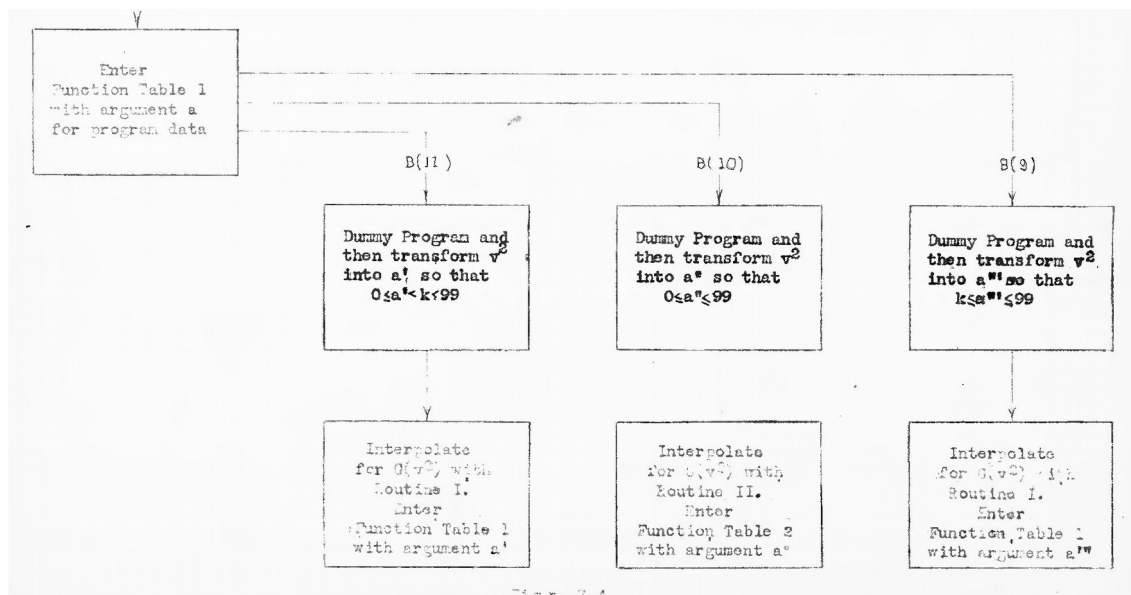 Enter
Function Table 1
with argument a
for program data
B(11)
B(10)
B(9)
Dummy Program and
then transform v²
into a' so that
0≤a'<k<99
Dummy Program and
then transform v²
into a" so that
0≤a"≤99
Dummy Program and
then transform v²
into a"' so that
k≤a"'≤99
Interpolate
for G(v²) with
Routine I.
Enter
Function Table 1
with argument a'
Interpolate
for G(v²) with
Routine II.
Enter
Function Table 2
with argument a"
Interpolate
for G(v²) with
Routine I.
Enter
Function Table 1
with argument a'"